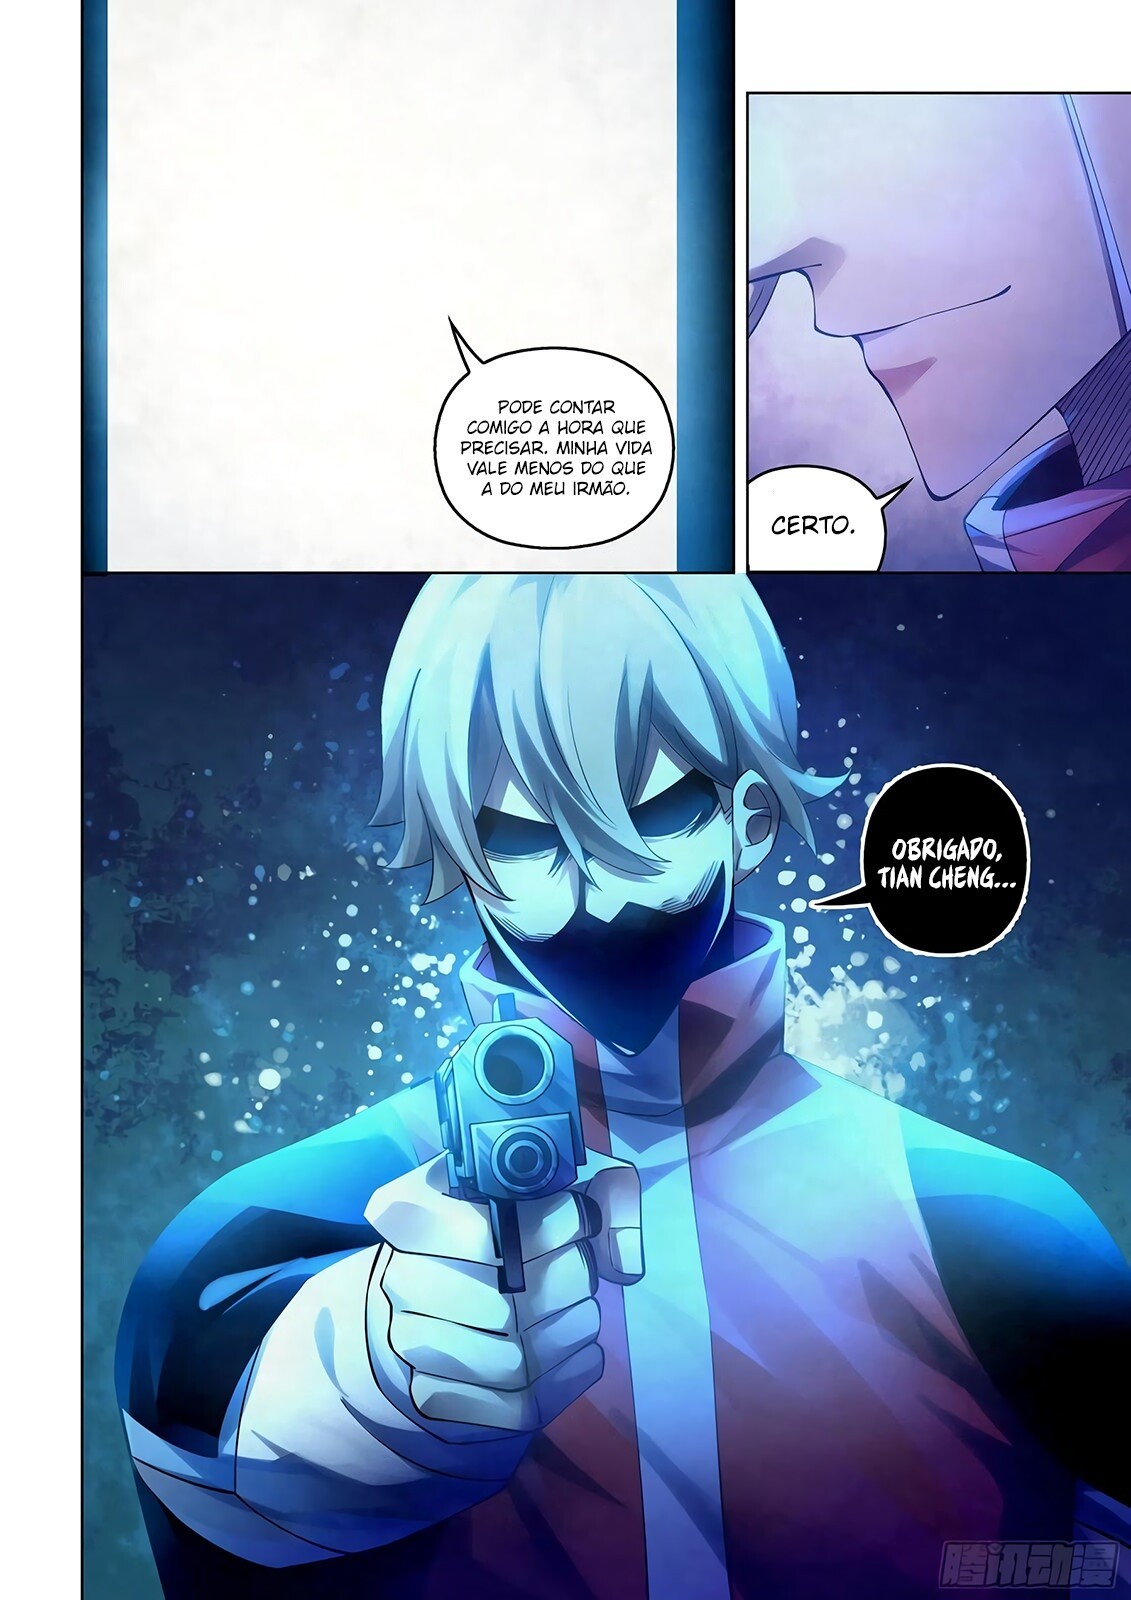 PODE CONTAR
COMIGO A HORA QUE
PRECISAR. MINHA VIDA
VALE MENOS DO QUE
A DO MEU IRMÃO.
CERTO.
OBRIGADO,
TIAN CHENG...
腾讯动漫